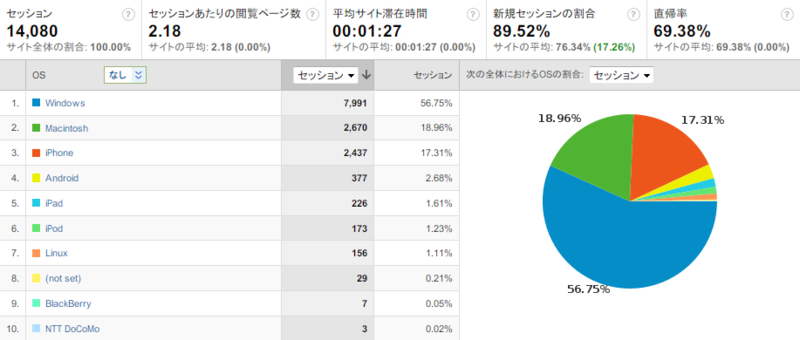 セッション ?
14,080
サイト全体の割合: 100.00%
セッションあたりの閲覧ページ数 ?
2.18
サイトの平均: 2.18 (0.00%)
平均サイト滞在時間 ?
00:01:27
サイトの平均: 00:01:27 (0.00%)
新規セッションの割合 ?
89.52%
サイトの平均: 76.34% (17.26%)
直帰率 ?
69.38%
サイトの平均: 69.38% (0.00%)
OS なし セッション セッション 次の全体におけるOSの割合: セッション
1. Windows 7,991 56.75%
2. Macintosh 2,670 18.96%
3. iPhone 2,437 17.31%
4. Android 377 2.68%
5. iPad 226 1.61%
6. iPod 173 1.23%
7. Linux 156 1.11%
8. (not set) 29 0.21%
9. BlackBerry 7 0.05%
10. NTT DoCoMo 3 0.02%
18.96%
17.31%
56.75%